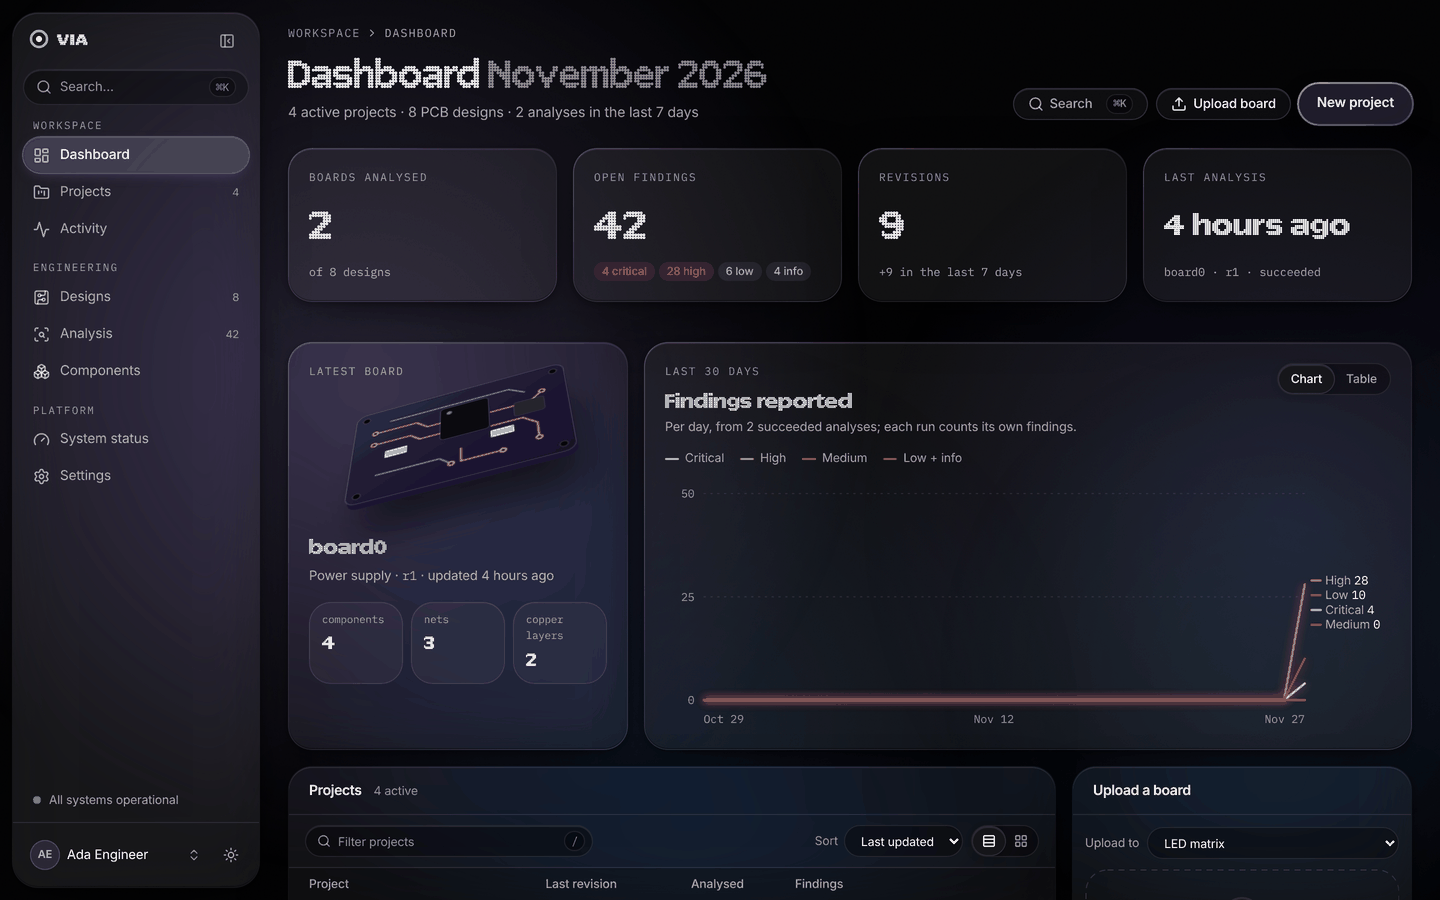 VIA
Search... ⌘K
WORKSPACE
Dashboard
Projects 4
Activity
ENGINEERING
Designs 8
Analysis 42
Components
PLATFORM
System status
Settings
All systems operational
AE Ada Engineer
WORKSPACE > DASHBOARD
Dashboard November 2026
4 active projects · 8 PCB designs · 2 analyses in the last 7 days
Search ⌘K Upload board New project
BOARDS ANALYSED
2
of 8 designs
OPEN FINDINGS
42
4 critical 28 high 6 low 4 info
REVISIONS
9
+9 in the last 7 days
LAST ANALYSIS
4 hours ago
board0 · r1 · succeeded
LATEST BOARD
board0
Power supply · r1 · updated 4 hours ago
components
4
nets
3
copper
layers
2
LAST 30 DAYS
Findings reported
Per day, from 2 succeeded analyses; each run counts its own findings.
Chart Table
Critical High Medium Low + info
50
25
0
High 28
Low 10
Critical 4
Medium 0
Oct 29 Nov 12 Nov 27
Projects 4 active
Filter projects /
Sort Last updated
Project Last revision Analysed Findings
Upload a board
Upload to LED matrix